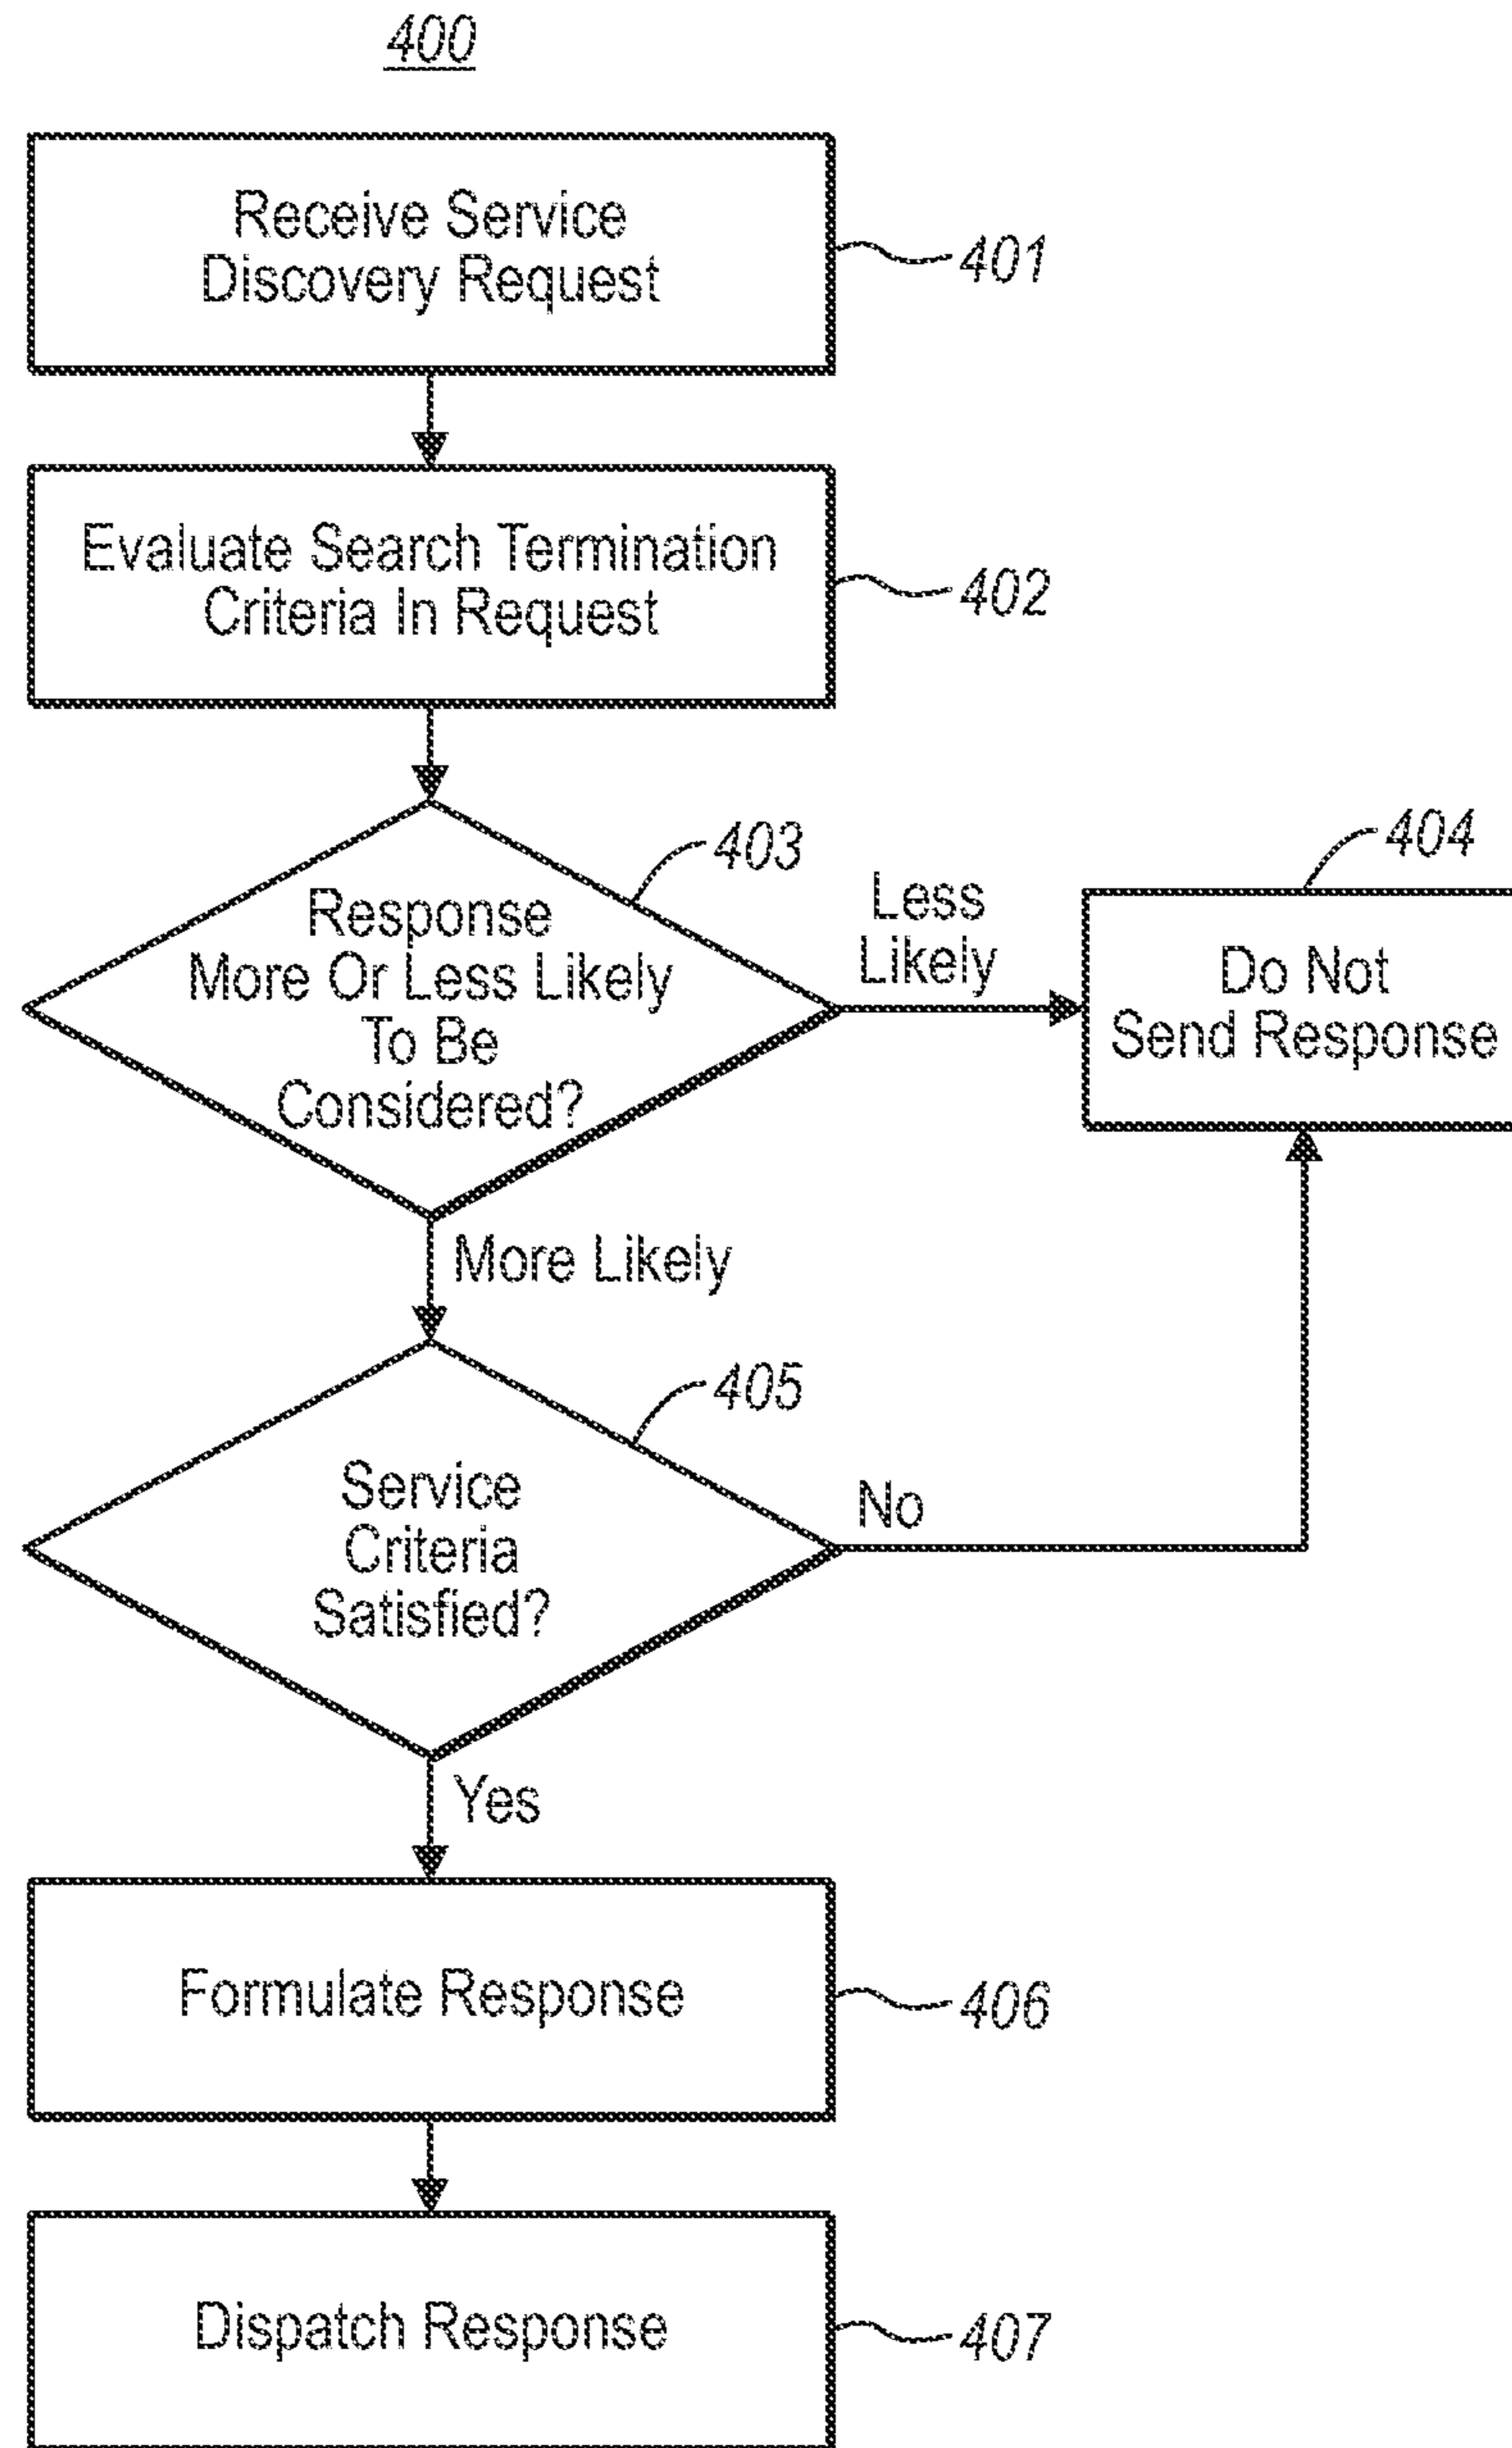 400
Receive Service
Discovery Request
401
Evaluate Search Termination
Criteria In Request
402
403
Response
More Or Less Likely
To Be
Considered?
Less
Likely
404
Do Not
Send Response
More Likely
405
Service
Criteria
Satisfied?
No
Yes
Formulate Response
406
Dispatch Response
407